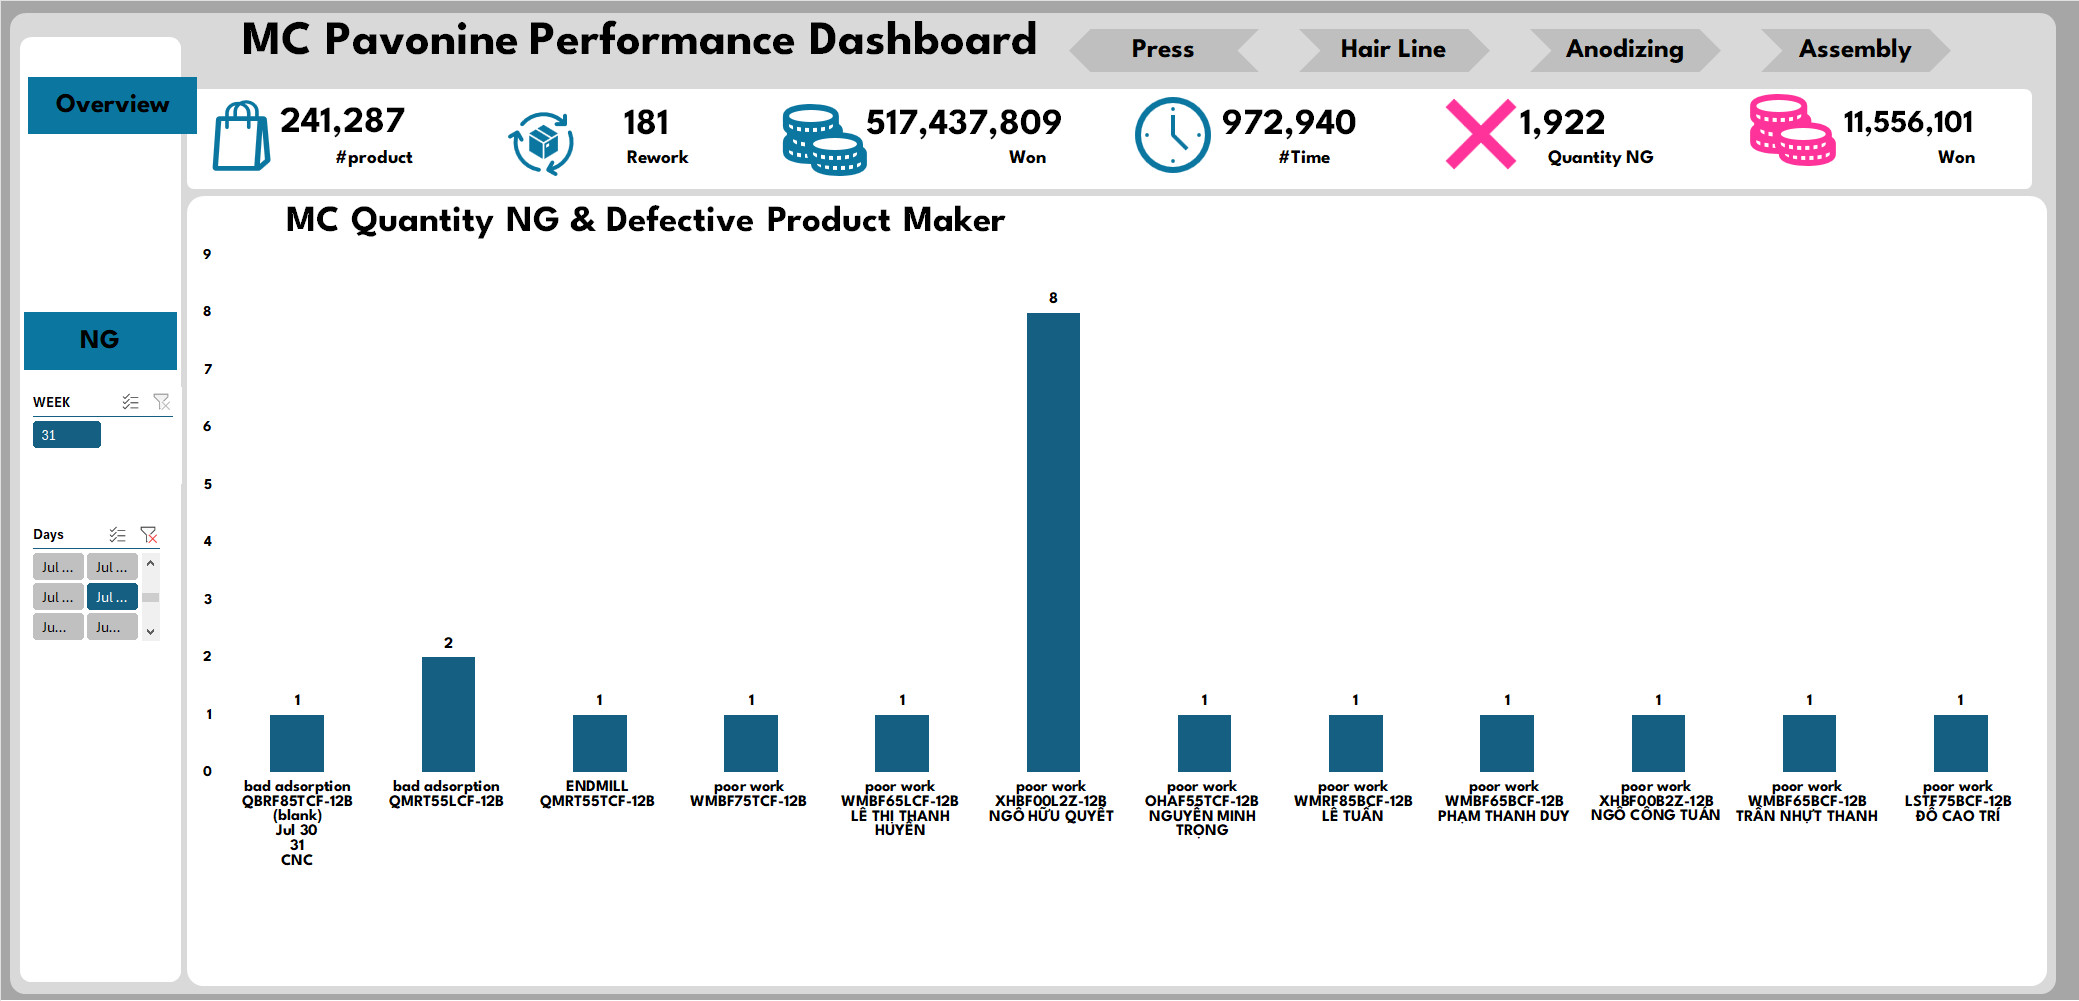 MC Pavonine Performance Dashboard
Press
Hair Line
Anodizing
Assembly
Overview
241,287
#product
181
Rework
517,437,809
Won
972,940
#Time
1,922
Quantity NG
11,556,101
Won
NG
WEEK
31
Days
Jul ...
Jul ...
Jul ...
Jul ...
Ju...
Ju...
MC Quantity NG & Defective Product Maker
9
8
7
6
5
4
3
2
1
0
1
2
1
1
1
8
1
1
1
1
1
1
bad adsorption
QBRF85TCF-12B
(blank)
Jul 30
31
CNC
bad adsorption
QMRT55LCF-12B
ENDMILL
QMRT55TCF-12B
poor work
WMBF75TCF-12B
poor work
WMBF65LCF-12B
LÊ THỊ THANH
HUYỀN
poor work
XHBF00L2Z-12B
NGÔ HỮU QUYẾT
poor work
OHAF55TCF-12B
NGUYỄN MINH
TRỌNG
poor work
WMRF85BCF-12B
LÊ TUẤN
poor work
WMBF65BCF-12B
PHẠM THANH DUY
poor work
XHBF00B2Z-12B
NGÔ CÔNG TUẤN
poor work
WMBF65BCF-12B
TRẦN NHỰT THANH
poor work
LSTF75BCF-12B
ĐỖ CAO TRÍ